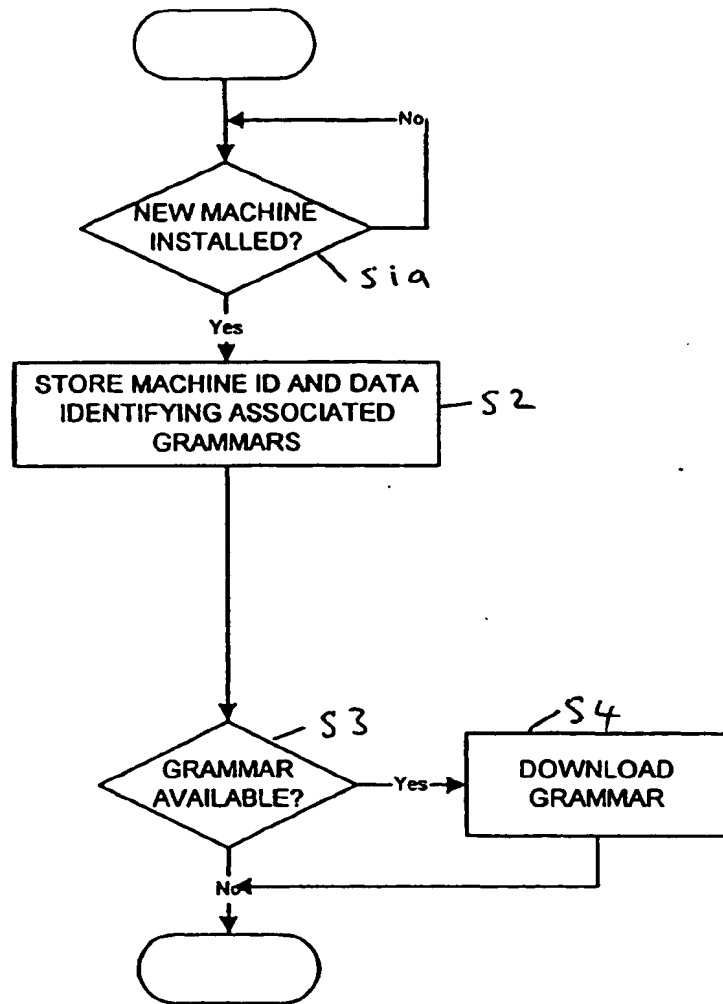 No
NEW MACHINE
INSTALLED?
S1a
Yes
STORE MACHINE ID AND DATA
IDENTIFYING ASSOCIATED
GRAMMARS
S2
S3
S4
GRAMMAR
AVAILABLE?
Yes
DOWNLOAD
GRAMMAR
No